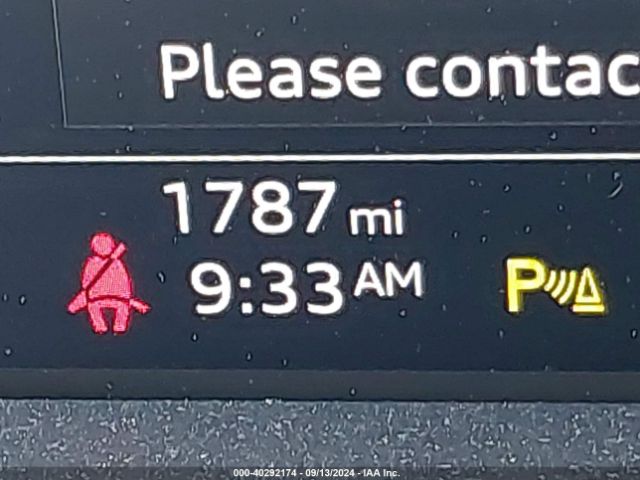 Please contac
1787 mi
9:33 AM
P
000-40292174 - 09/13/2024 - IAA Inc.